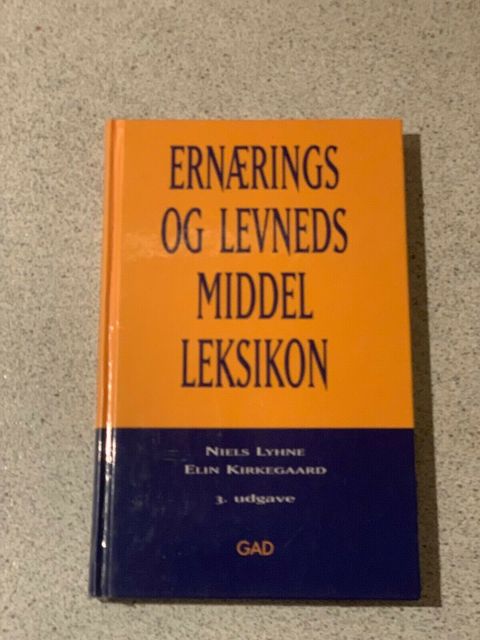 ERNÆRINGS
OG LEVNEDS
MIDDEL
LEKSIKON
NIELS LYHNE
ELIN KIRKEGAARD
3. udgave
GAD